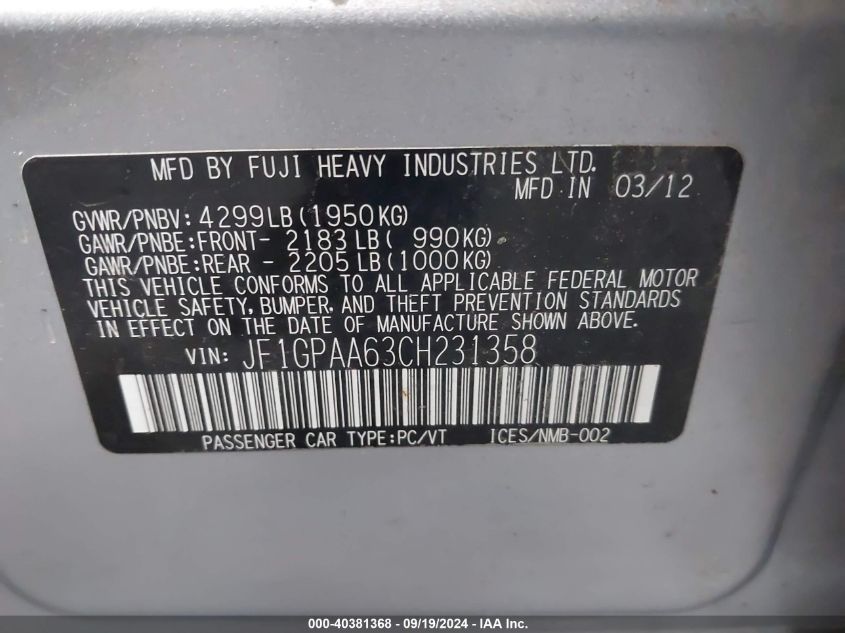 MFD BY FUJI HEAVY INDUSTRIES LTD.
MFD IN 03/12
GVWR/PNBV: 4299LB(1950KG)
GAWR/PNBE:FRONT- 2183LB( 990KG)
GAWR/PNBE:REAR - 2205LB(1000KG)
THIS VEHICLE CONFORMS TO ALL APPLICABLE FEDERAL MOTOR
VEHICLE SAFETY, BUMPER, AND THEFT PREVENTION STANDARDS
IN EFFECT ON THE DATE OF MANUFACTURE SHOWN ABOVE.
VIN: JF1GPAA63CH231358
PASSENGER CAR TYPE:PC/VT ICES/NMB-002
000-40381368 - 09/19/2024 - IAAI.com.